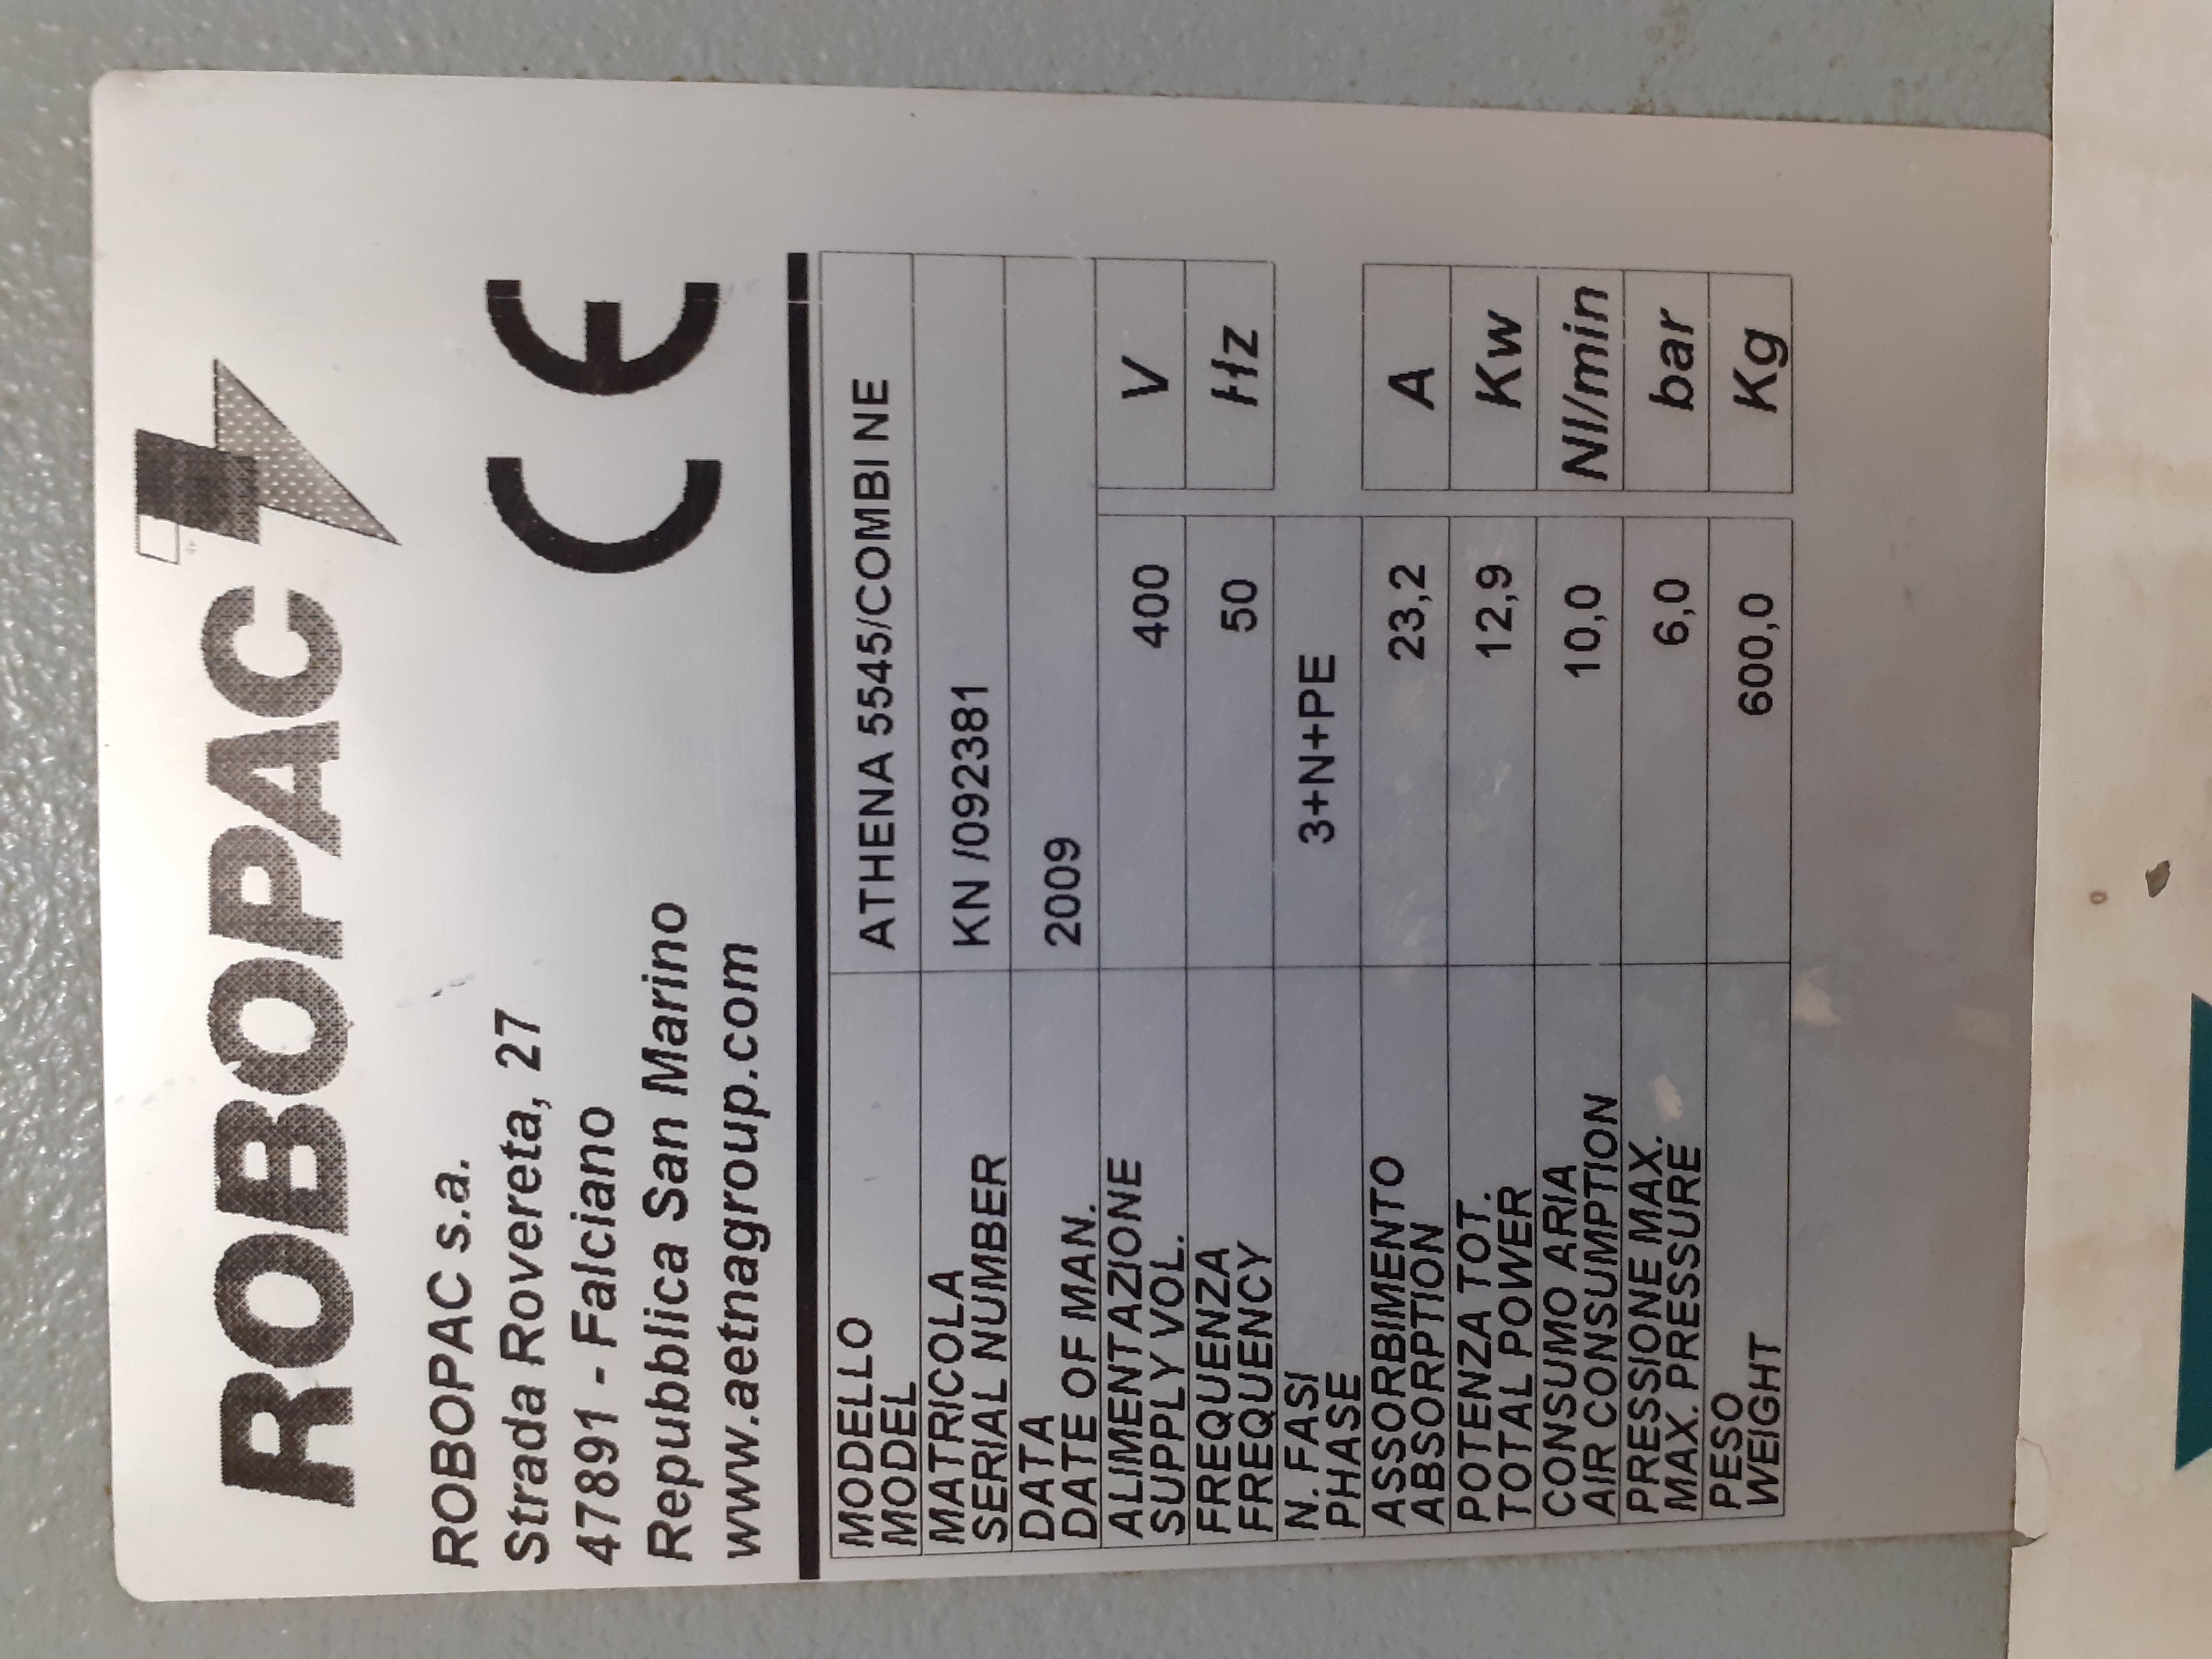 ROBOPAC
ROBOPAC s.a.
Strada Rovereta, 27
47891 - Falciano
Repubblica San Marino
www.aetnagroup.com
CE
MODELLO
MODEL
ATHENA 5545/COMBI NE
MATRICOLA
SERIAL NUMBER
KN /092381
DATA
DATE OF MAN.
2009
ALIMENTAZIONE
SUPPLY VOL.
400 V
FREQUENZA
FREQUENCY
50 Hz
N. FASI
PHASE
3+N+PE
ASSORBIMENTO
ABSORPTION
23,2 A
POTENZA TOT.
TOTAL POWER
12,9 Kw
CONSUMO ARIA
AIR CONSUMPTION
10,0 Nl/min
PRESSIONE MAX.
MAX. PRESSURE
6,0 bar
PESO
WEIGHT
600,0 Kg